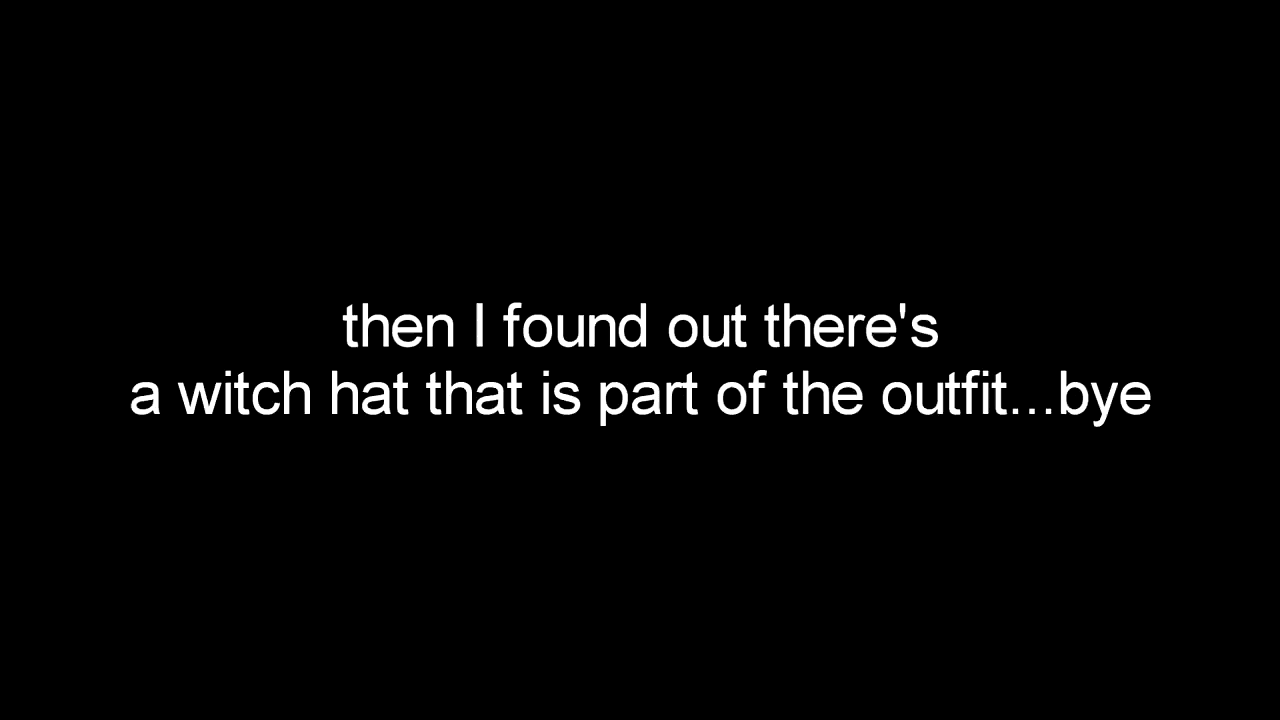 then I found out there's
a witch hat that is part of the outfit...bye